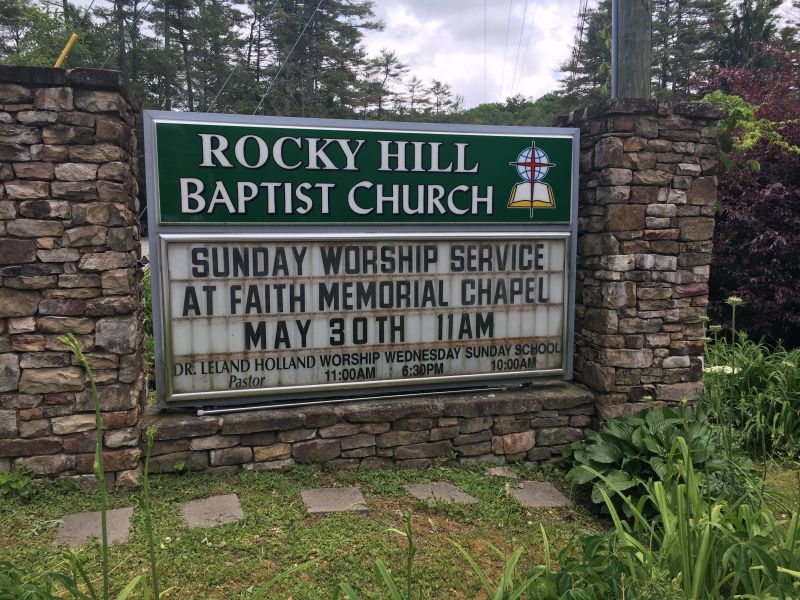 ROCKY HILL
BAPTIST CHURCH
SUNDAY WORSHIP SERVICE
AT FAITH MEMORIAL CHAPEL
MAY 30TH 11AM
DR. LELAND HOLLAND WORSHIP WEDNESDAY SUNDAY SCHOOL
Pastor 11:00AM 6:30PM 10:00AM